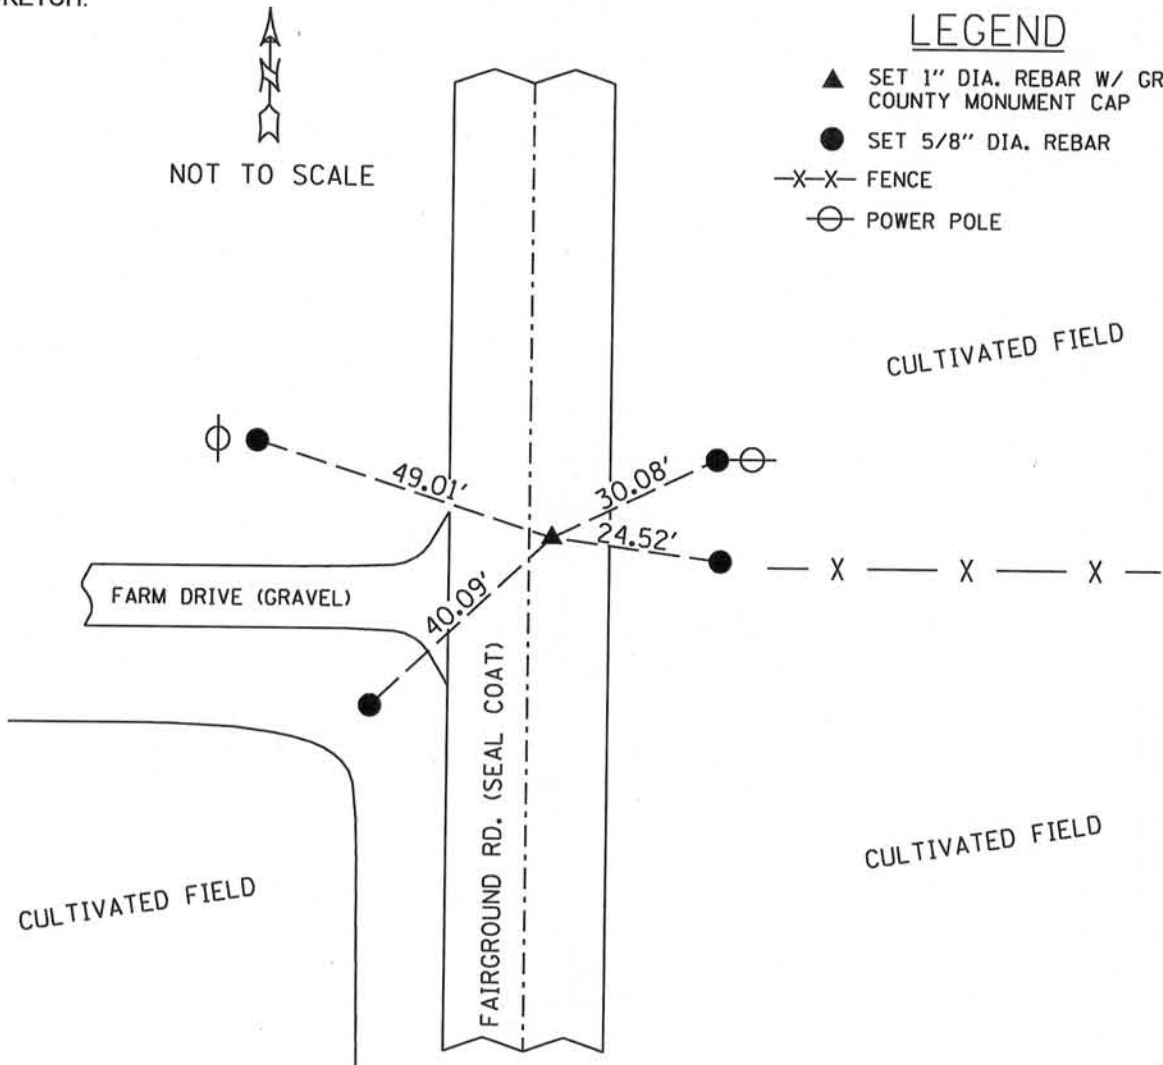 LEGEND
SET 1" DIA. REBAR W/
COUNTY MONUMENT CAP
SET 5/8" DIA. REBAR
—X—X— FENCE
POWER POLE
N
NOT TO SCALE
CULTIVATED FIELD
49.01'
30.08'
24.52'
X X X
FARM DRIVE (GRAVEL)
40.09'
FAIRGROUND RD. (SEAL COAT)
CULTIVATED FIELD
CULTIVATED FIELD